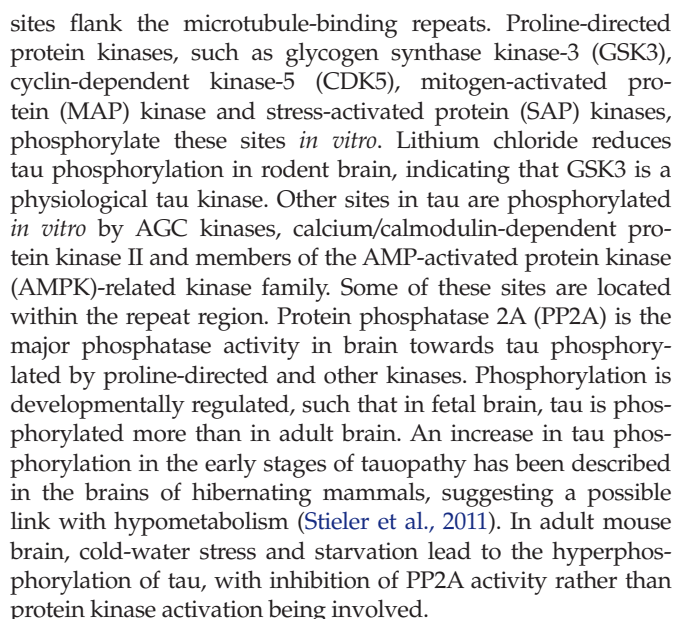 sites flank the microtubule-binding repeats. Proline-directed
protein kinases, such as glycogen synthase kinase-3 (GSK3),
cyclin-dependent kinase-5 (CDK5), mitogen-activated pro-
tein (MAP) kinase and stress-activated protein (SAP) kinases,
phosphorylate these sites in vitro. Lithium chloride reduces
tau phosphorylation in rodent brain, indicating that GSK3 is a
physiological tau kinase. Other sites in tau are phosphorylated
in vitro by AGC kinases, calcium/calmodulin-dependent pro-
tein kinase II and members of the AMP-activated protein kinase
(AMPK)-related kinase family. Some of these sites are located
within the repeat region. Protein phosphatase 2A (PP2A) is the
major phosphatase activity in brain towards tau phosphory-
lated by proline-directed and other kinases. Phosphorylation is
developmentally regulated, such that in fetal brain, tau is phos-
phorylated more than in adult brain. An increase in tau phos-
phorylation in the early stages of tauopathy has been described
in the brains of hibernating mammals, suggesting a possible
link with hypometabolism (Stieler et al., 2011). In adult mouse
brain, cold-water stress and starvation lead to the hyperphos-
phorylation of tau, with inhibition of PP2A activity rather than
protein kinase activation being involved.